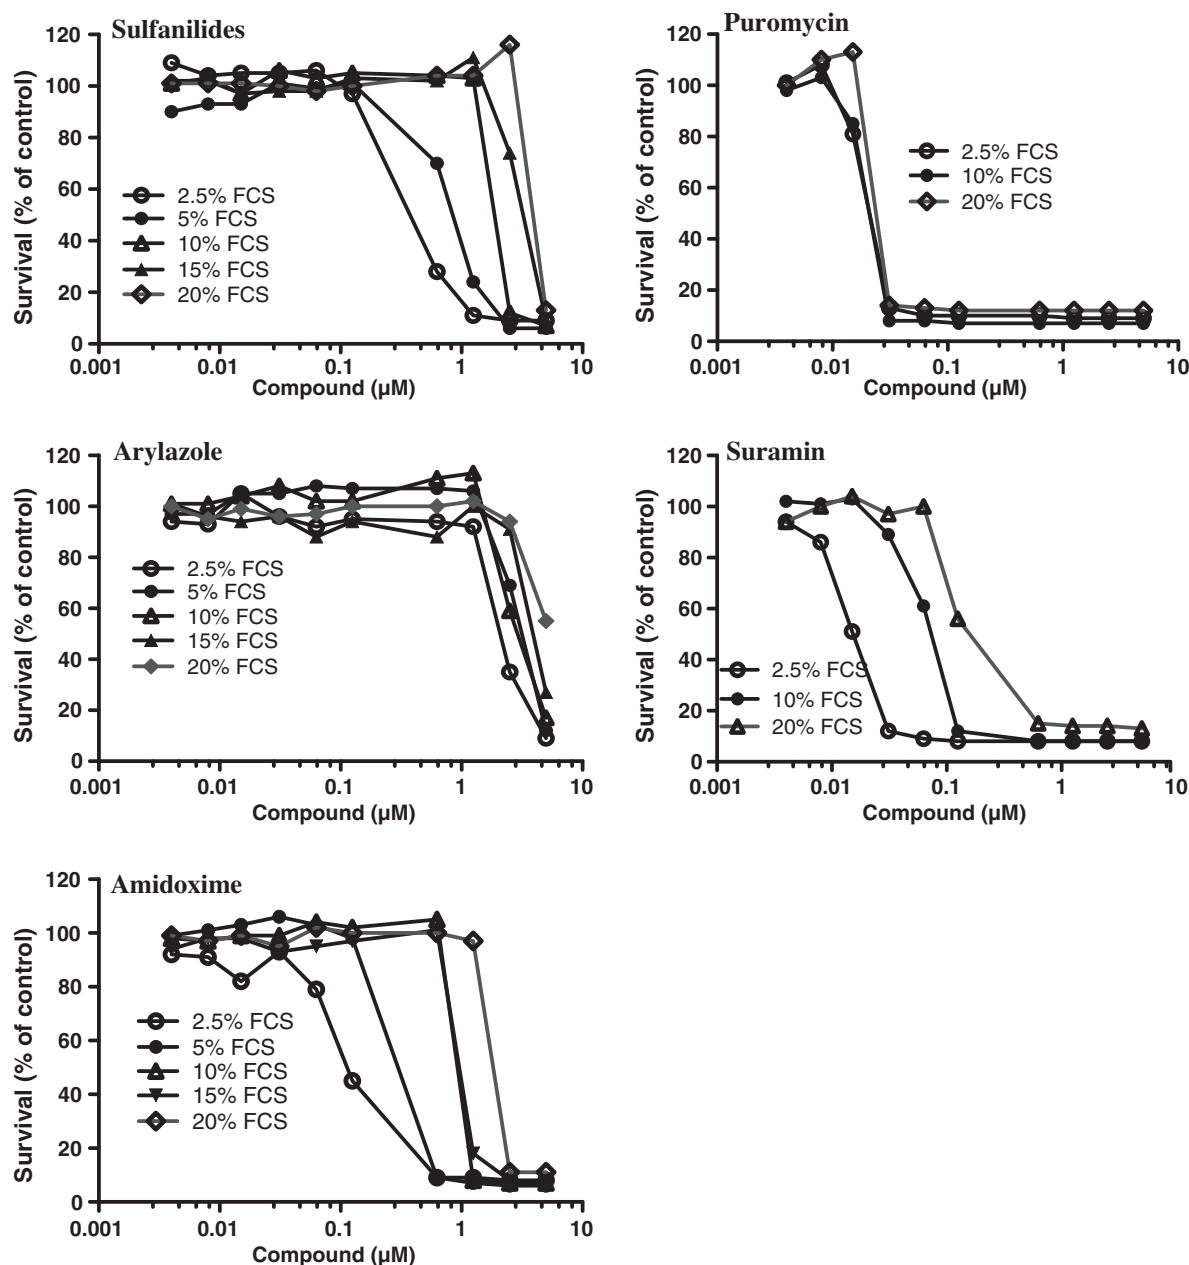 Sulfanilides
Survival (% of control)
120
100
80
60
40
20
0
2.5% FCS
5% FCS
10% FCS
15% FCS
20% FCS
0.001
0.01
0.1
1
10
Compound (µM)
Puromycin
Survival (% of control)
120
100
80
60
40
20
0
2.5% FCS
10% FCS
20% FCS
0.001
0.01
0.1
1
10
Compound (µM)
Arylazole
Survival (% of control)
120
100
80
60
40
20
0
2.5% FCS
5% FCS
10% FCS
15% FCS
20% FCS
0.001
0.01
0.1
1
10
Compound (µM)
Suramin
Survival (% of control)
120
100
80
60
40
20
0
2.5% FCS
10% FCS
20% FCS
0.001
0.01
0.1
1
10
Compound (µM)
Amidoxime
Survival (% of control)
120
100
80
60
40
20
0
2.5% FCS
5% FCS
10% FCS
15% FCS
20% FCS
0.001
0.01
0.1
1
10
Compound (µM)